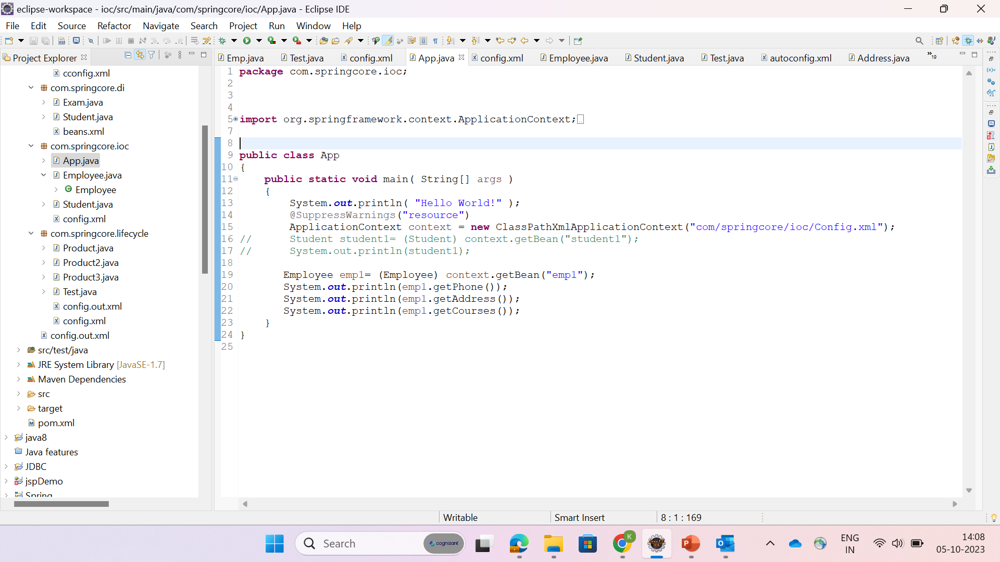 eclipse-workspace - ioc/src/main/java/com/springcore/ioc/App.java - Eclipse IDE
File Edit Source Refactor Navigate Search Project Run Window Help
Project Explorer
cconfig.xml
com.springcore.di
Exam.java
Student.java
beans.xml
com.springcore.ioc
App.java
Employee.java
Employee
Student.java
config.xml
com.springcore.lifecycle
Product.java
Product2.java
Product3.java
Test.java
config.out.xml
config.xml
config.out.xml
src/test/java
JRE System Library [JavaSE-1.7]
Maven Dependencies
src
target
pom.xml
java8
Java features
JDBC
jspDemo
Spring
Emp.java Test.java config.xml App.java config.xml Employee.java Student.java Test.java autoconfig.xml Address.java »19
1 package com.springcore.ioc;
2
3
4
5 import org.springframework.context.ApplicationContext;
7
8
9 public class App
10 {
11 public static void main( String[] args )
12 {
13 System.out.println( "Hello World!" );
14 @SuppressWarnings("resource")
15 ApplicationContext context = new ClassPathXmlApplicationContext("com/springcore/ioc/Config.xml");
16 // Student student1= (Student) context.getBean("student1");
17 // System.out.println(student1);
18
19 Employee emp1= (Employee) context.getBean("emp1");
20 System.out.println(emp1.getPhone());
21 System.out.println(emp1.getAddress());
22 System.out.println(emp1.getCourses());
23 }
24 }
25
Writable Smart Insert 8 : 1 : 169
Search cognizant K ENG IN 14:08
05-10-2023